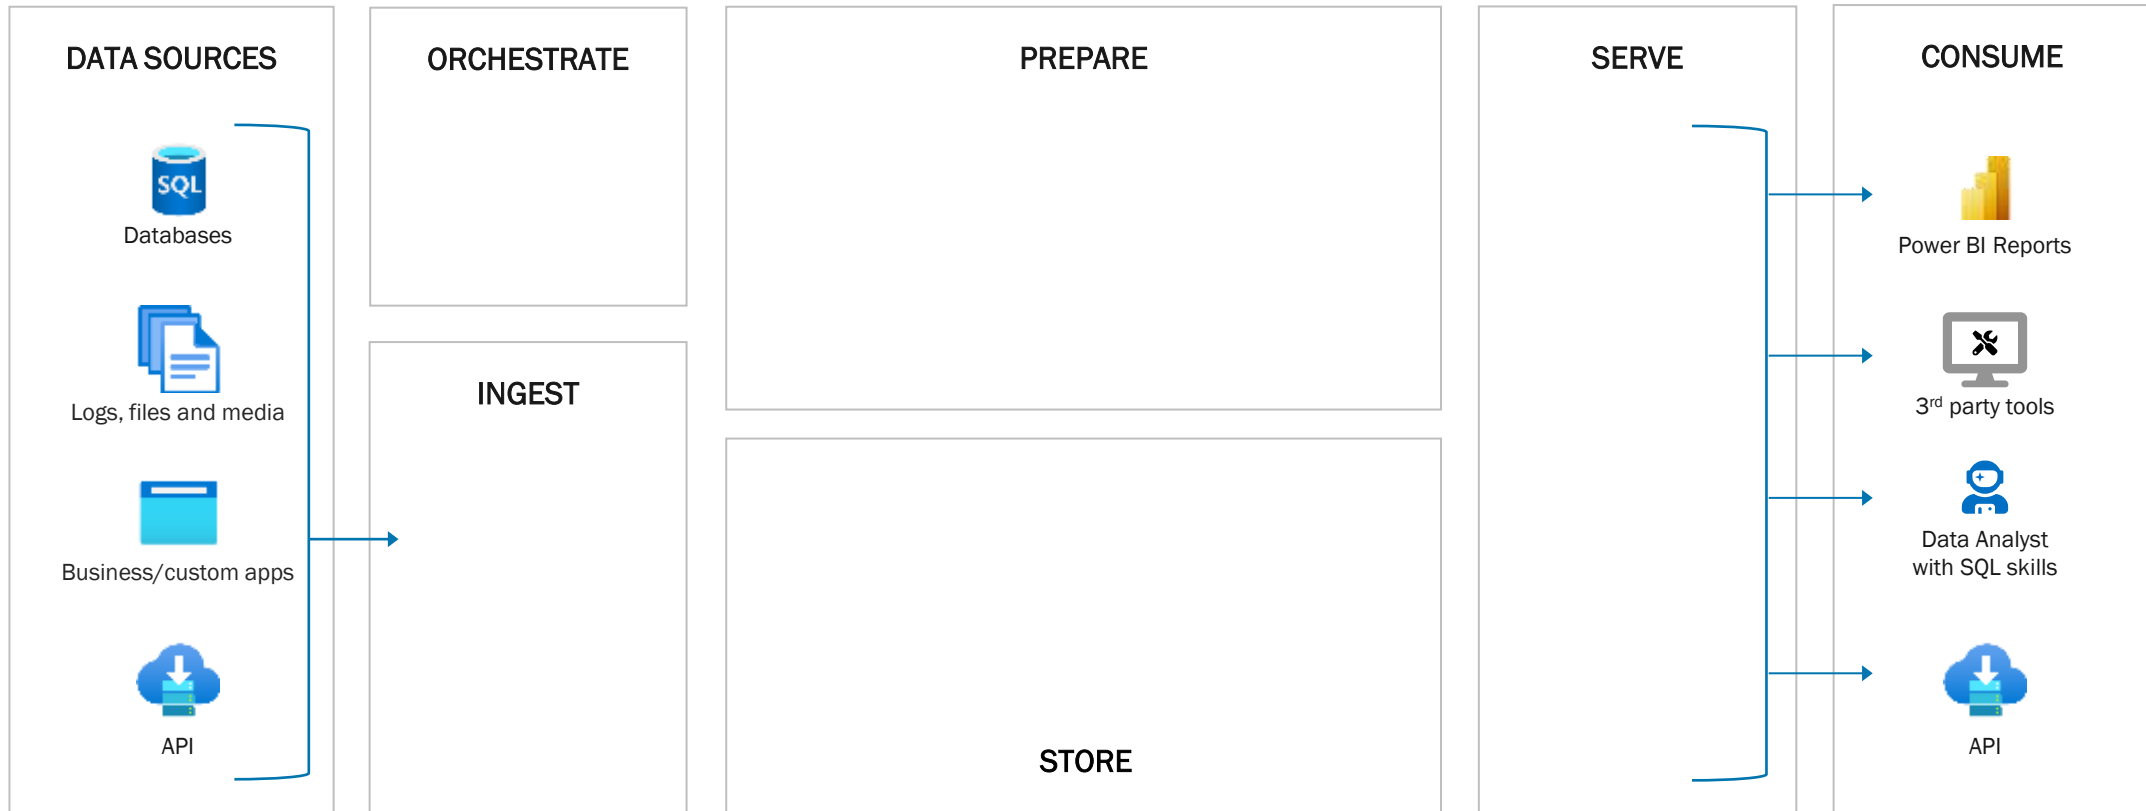 DATA SOURCES
SQL
Databases
Logs, files and media
Business/custom apps
API
ORCHESTRATE
INGEST
PREPARE
STORE
SERVE
CONSUME
Power BI Reports
3rd party tools
Data Analyst
with SQL skills
API